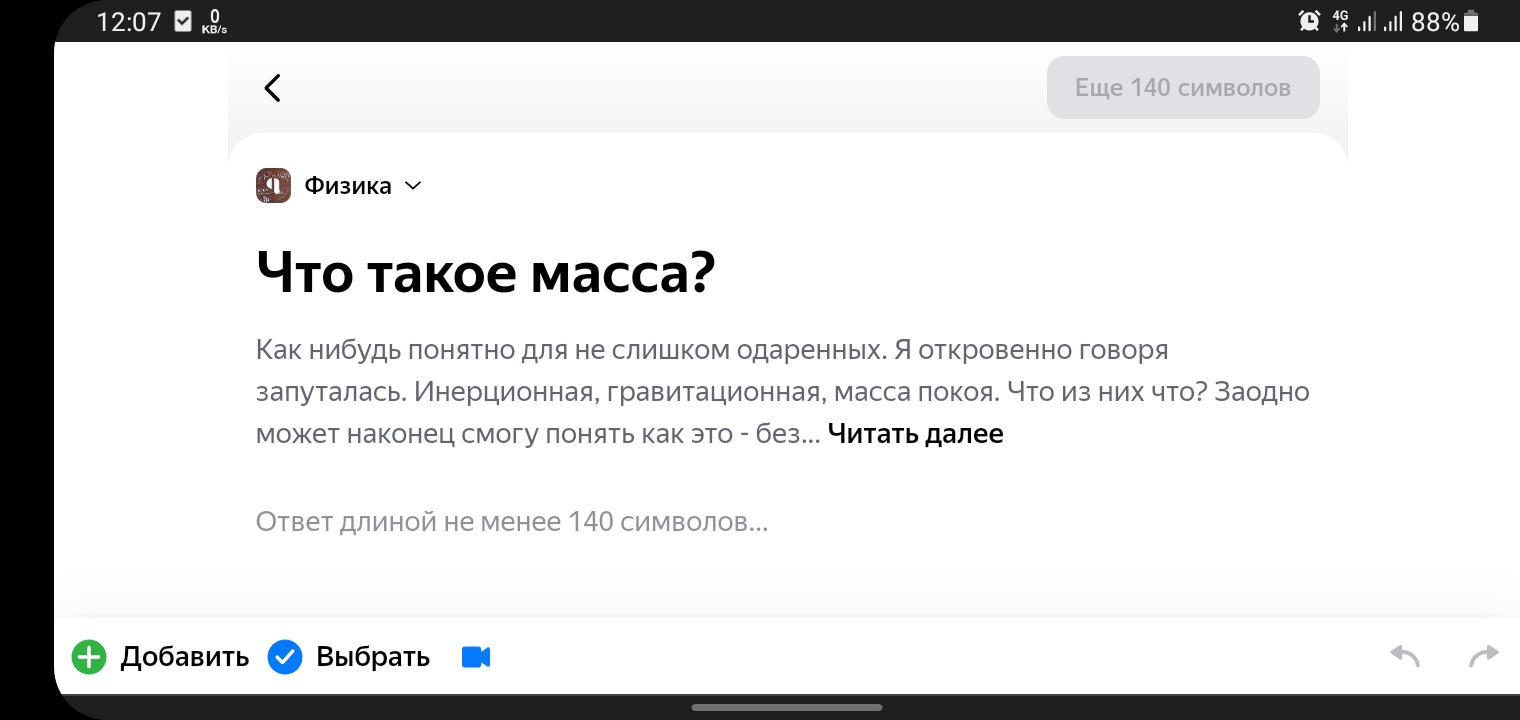 12:07
0
KB/s
4G
88%
Еще 140 символов
Физика
Что такое масса?
Как нибудь понятно для не слишком одаренных. Я откровенно говоря
запуталась. Инерционная, гравитационная, масса покоя. Что из них что? Заодно
может наконец смогу понять как это - без... Читать далее
Ответ длиной не менее 140 символов...
Добавить
Выбрать